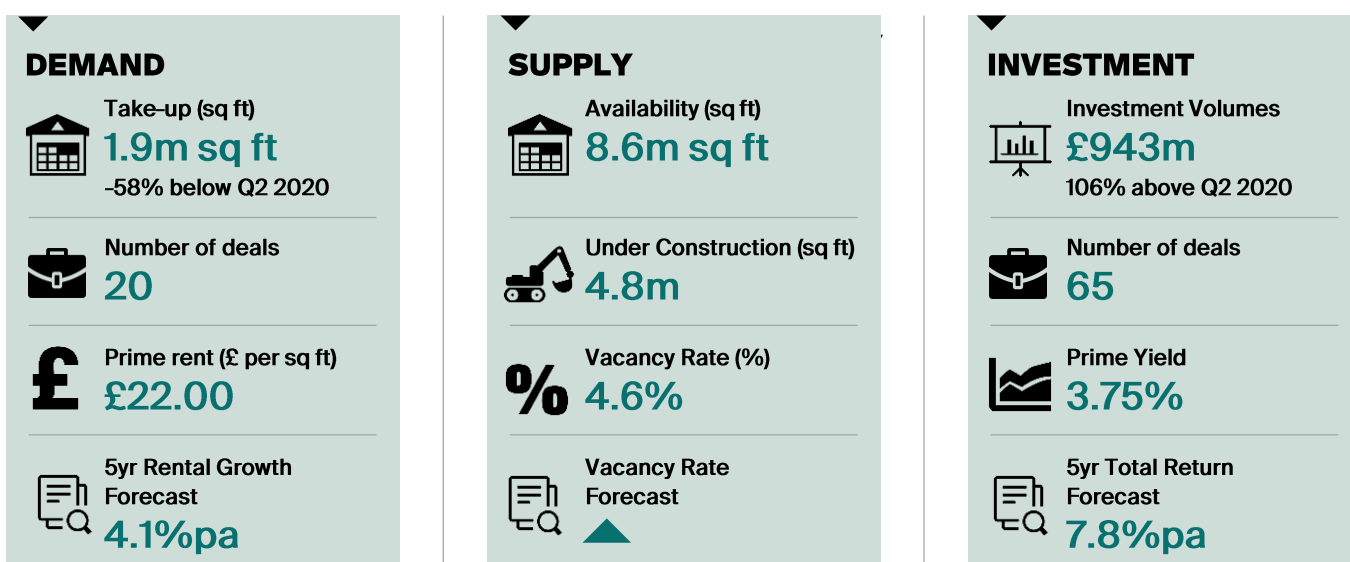 DEMAND
Take-up (sq ft)
1.9m sq ft
-58% below Q2 2020
Number of deals
20
£
Prime rent (£ per sq ft)
£22.00
5yr Rental Growth
Forecast
4.1%pa
SUPPLY
Availability (sq ft)
8.6m sq ft
Under Construction (sq ft)
4.8m
%
Vacancy Rate (%)
4.6%
Vacancy Rate
Forecast
INVESTMENT
Investment Volumes
£943m
106% above Q2 2020
Number of deals
65
Prime Yield
3.75%
5yr Total Return
Forecast
7.8%pa